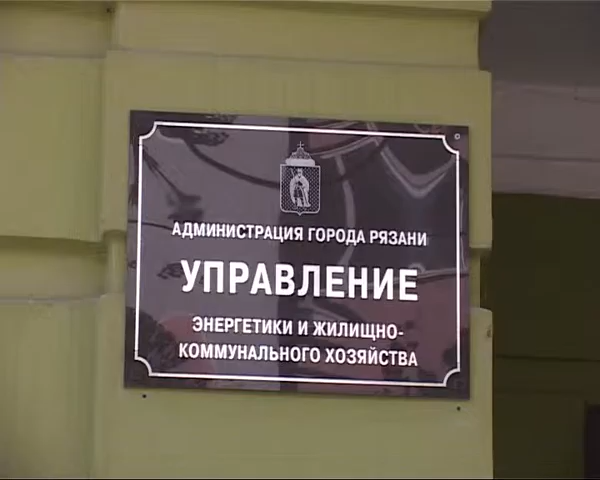 АДМИНИСТРАЦИЯ ГОРОДА РЯЗАНИ
УПРАВЛЕНИЕ
ЭНЕРГЕТИКИ И ЖИЛИЩНО-
КОММУНАЛЬНОГО ХОЗЯЙСТВА